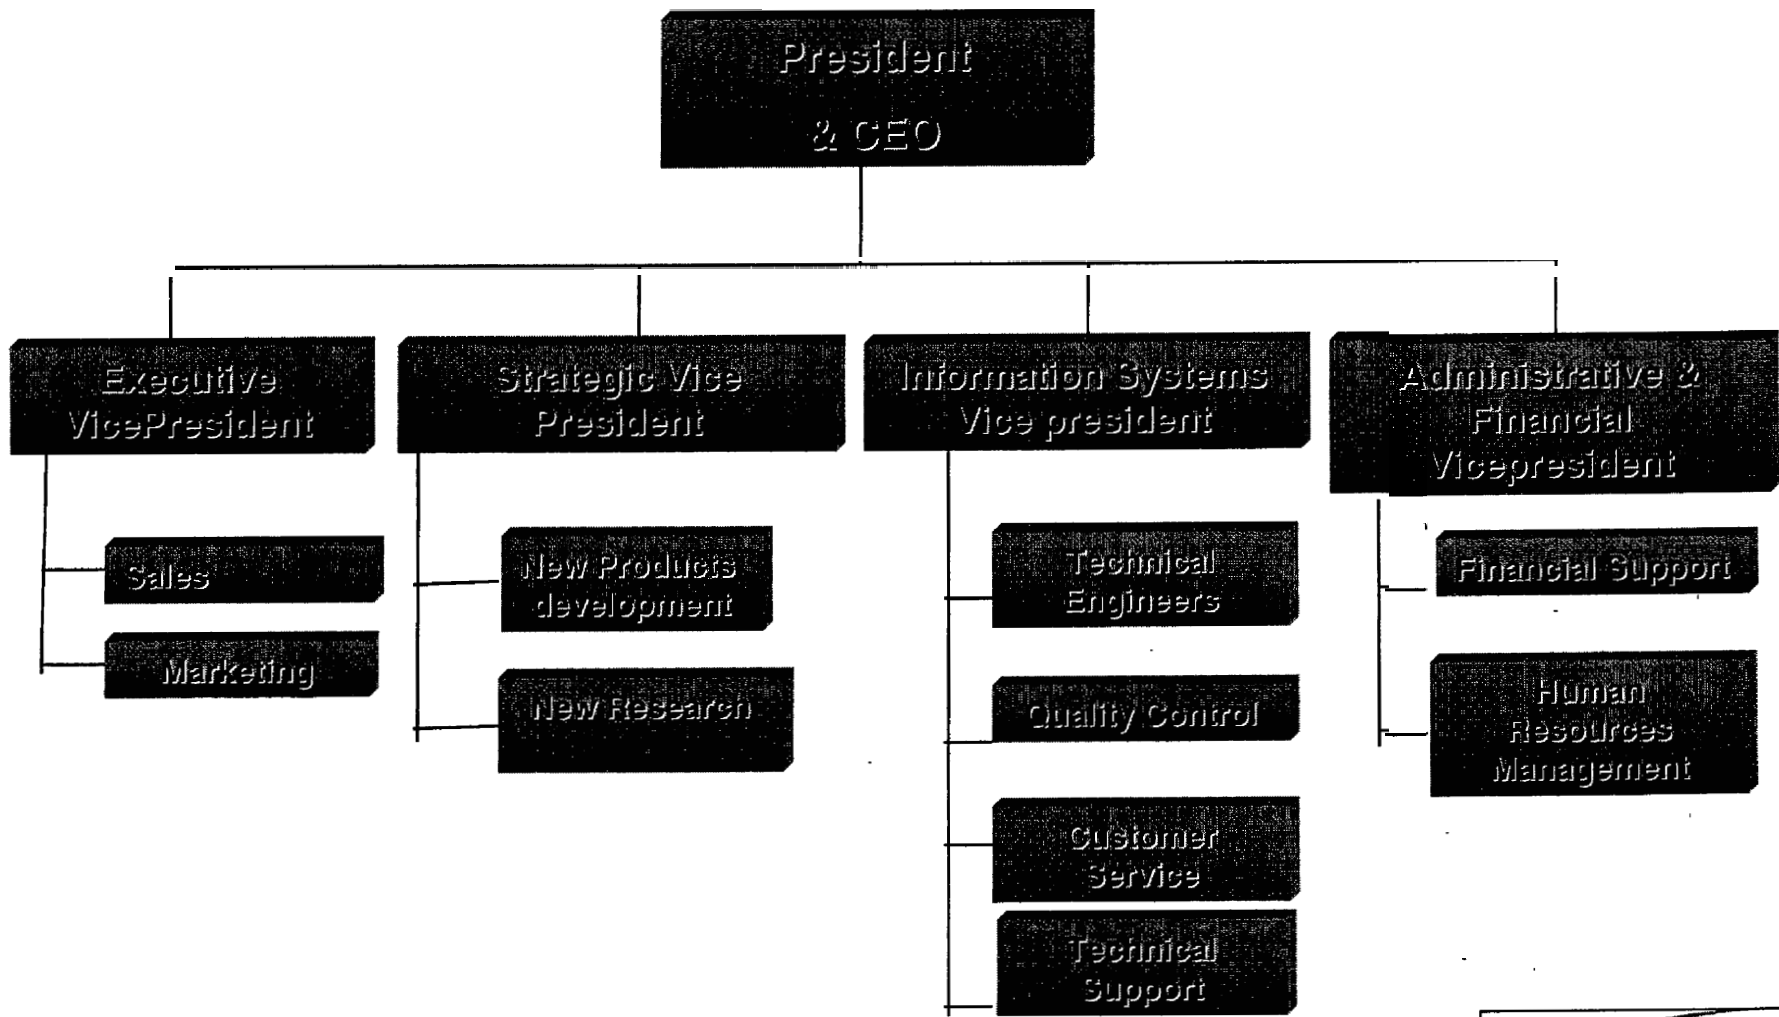 President
& CEO
Executive
VicePresident
Strategic Vice
President
Information Systems
Vice president
Administrative &
Financial
Vicepresident
Sales
Marketing
New Products
development
New Research
Technical
Engineers
Quality Control
Customer
Service
Technical
Support
Financial Support
Human
Resources
Management